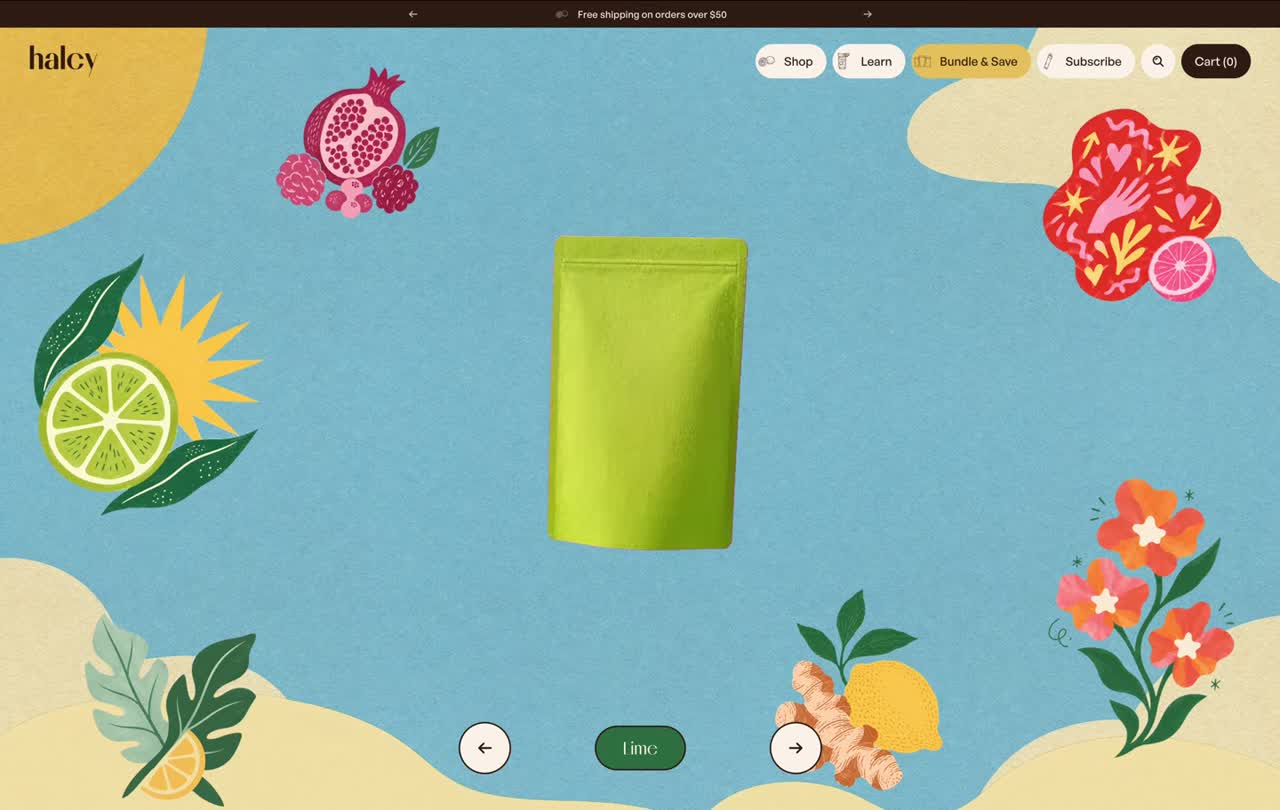 Free shipping on orders over $50
halcy
Shop
Learn
Bundle & Save
Subscribe
Cart (0)
Lime